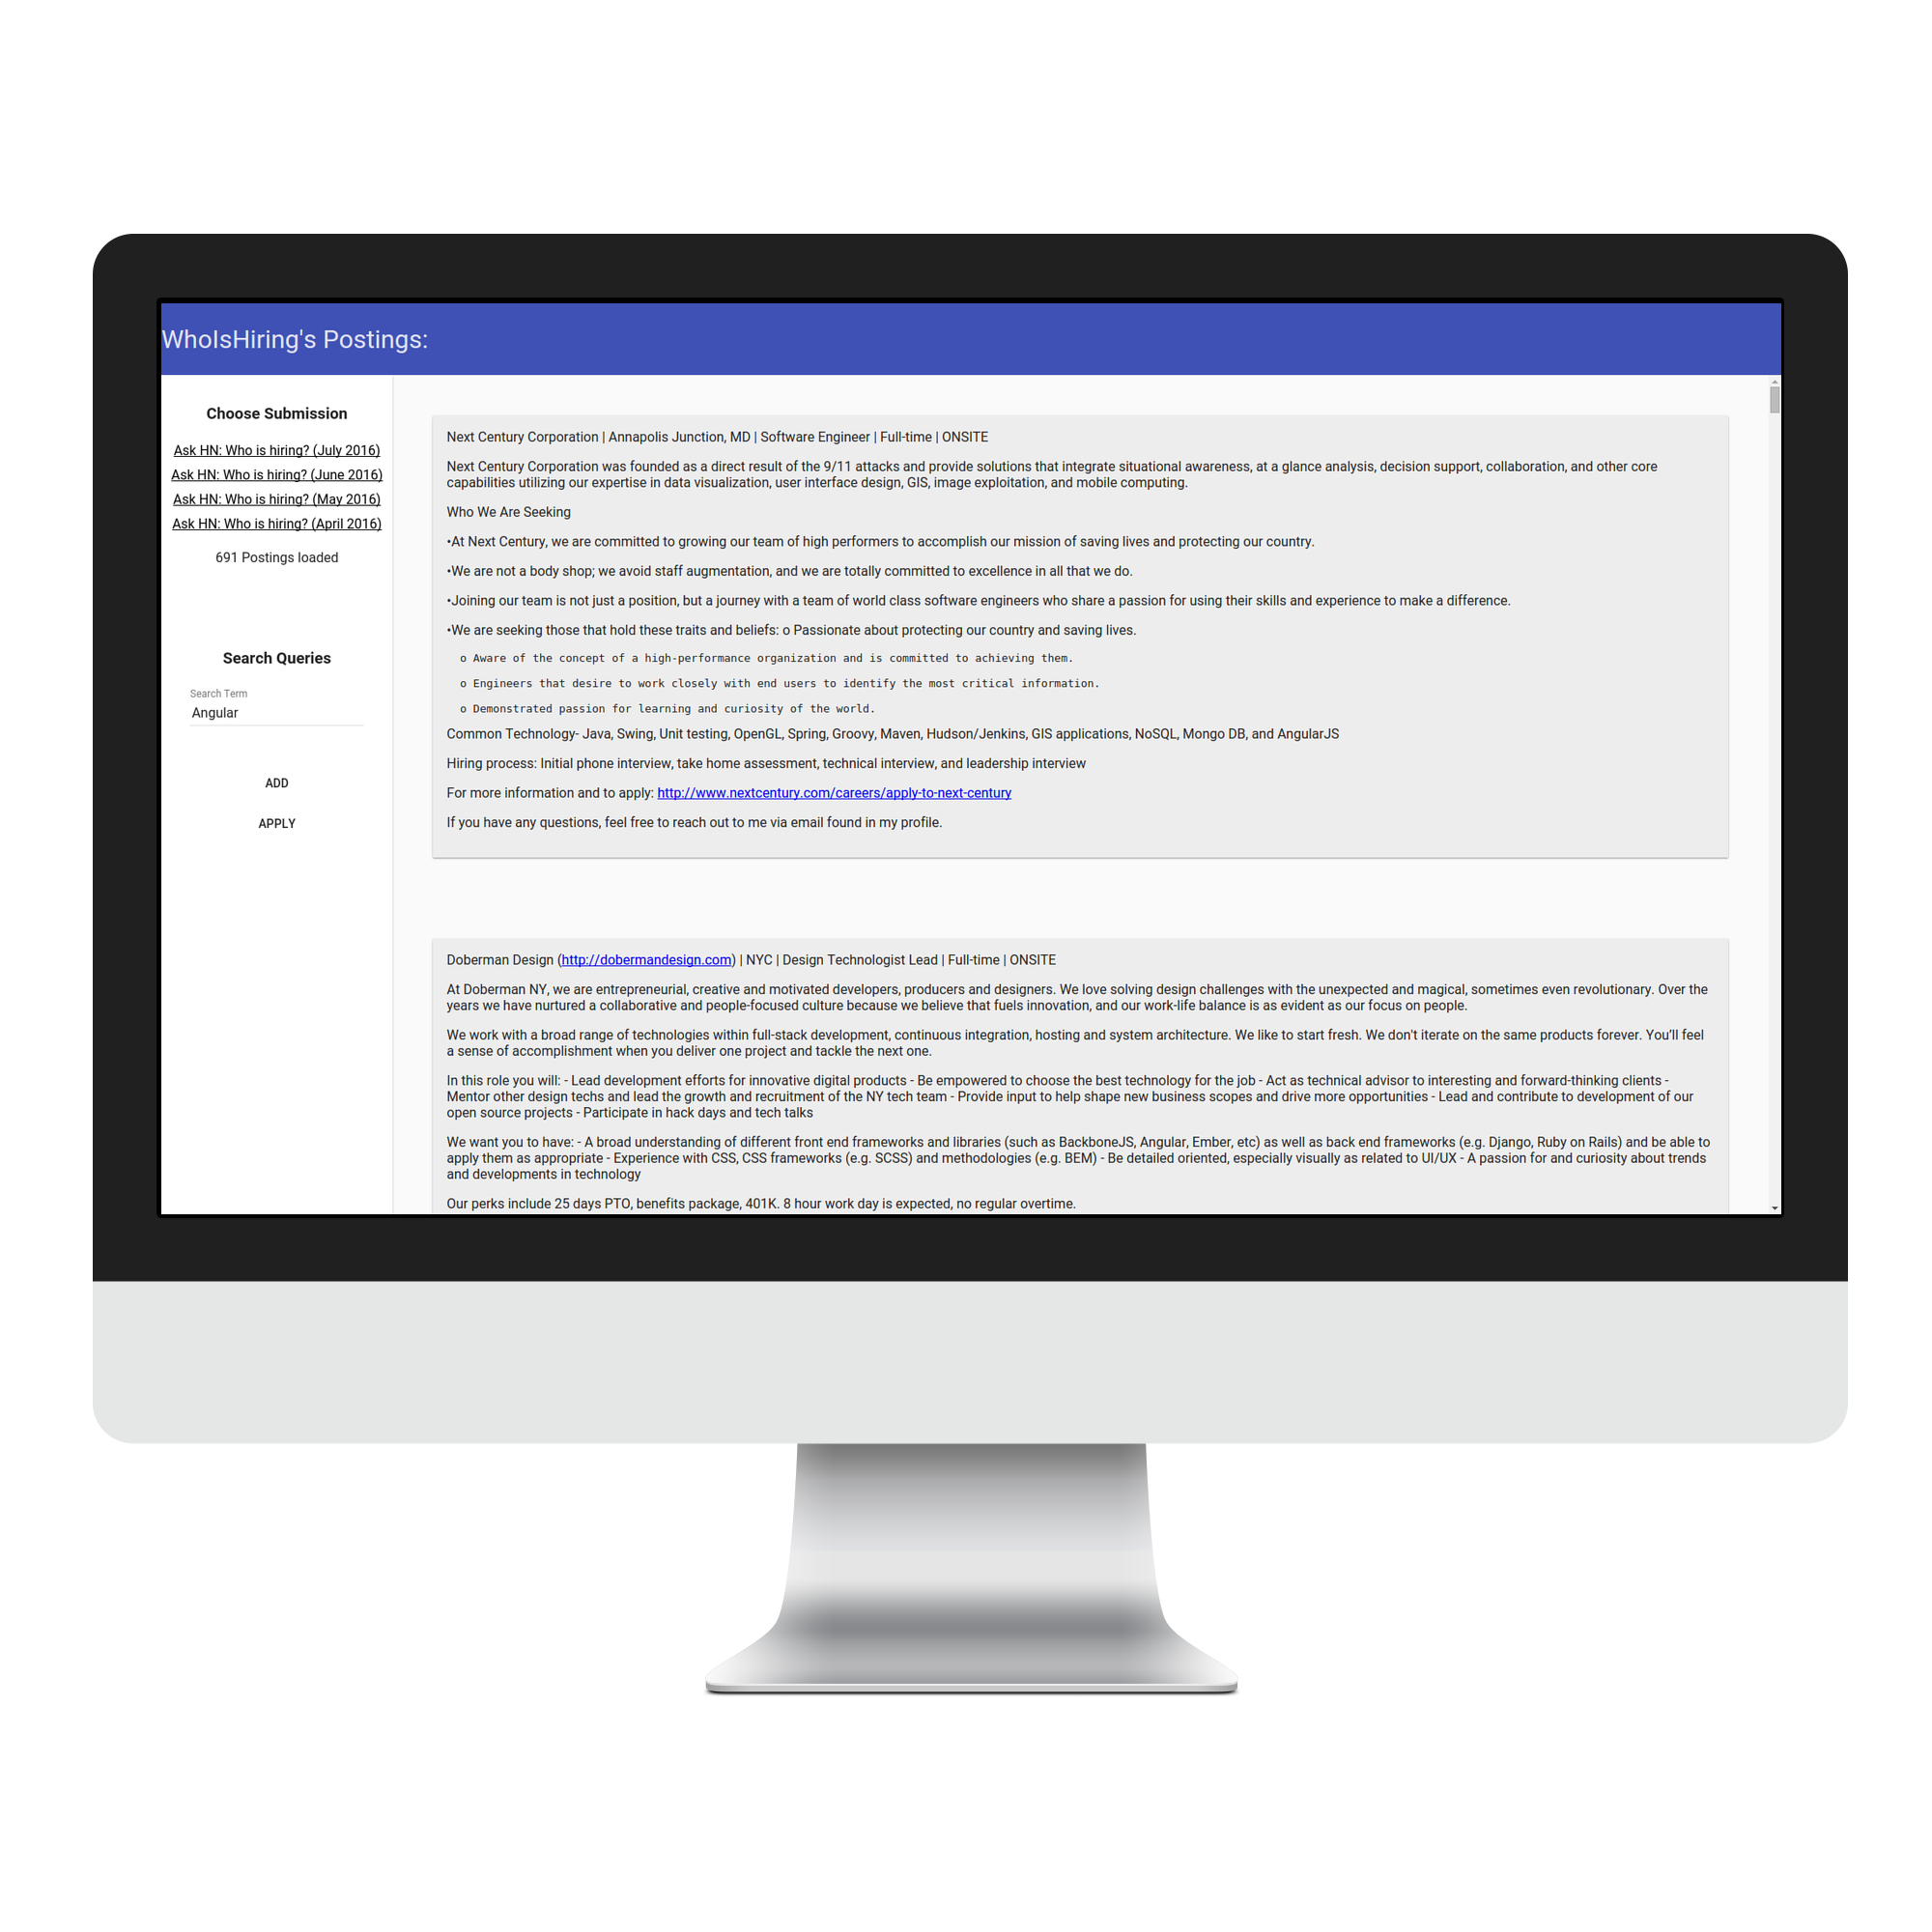 WhoIsHiring's Postings:
Choose Submission
Ask HN: Who is hiring? (July 2016)
Ask HN: Who is hiring? (June 2016)
Ask HN: Who is hiring? (May 2016)
Ask HN: Who is hiring? (April 2016)
691 Postings loaded
Search Queries
Search Term
Angular
ADD
APPLY
Next Century Corporation | Annapolis Junction, MD | Software Engineer | Full-time | ONSITE
Next Century Corporation was founded as a direct result of the 9/11 attacks and provide solutions that integrate situational awareness, at a glance analysis, decision support, collaboration, and other core
capabilities utilizing our expertise in data visualization, user interface design, GIS, image exploitation, and mobile computing.
Who We Are Seeking
•At Next Century, we are committed to growing our team of high performers to accomplish our mission of saving lives and protecting our country.
•We are not a body shop; we avoid staff augmentation, and we are totally committed to excellence in all that we do.
•Joining our team is not just a position, but a journey with a team of world class software engineers who share a passion for using their skills and experience to make a difference.
•We are seeking those that hold these traits and beliefs: o Passionate about protecting our country and saving lives.
o Aware of the concept of a high-performance organization and is committed to achieving them.
o Engineers that desire to work closely with end users to identify the most critical information.
o Demonstrated passion for learning and curiosity of the world.
Common Technology- Java, Swing, Unit testing, OpenGL, Spring, Groovy, Maven, Hudson/Jenkins, GIS applications, NoSQL, Mongo DB, and AngularJS
Hiring process: Initial phone interview, take home assessment, technical interview, and leadership interview
For more information and to apply: http://www.nextcentury.com/careers/apply-to-next-century
If you have any questions, feel free to reach out to me via email found in my profile.
Doberman Design (http://dobermandesign.com) | NYC | Design Technologist Lead | Full-time | ONSITE
At Doberman NY, we are entrepreneurial, creative and motivated developers, producers and designers. We love solving design challenges with the unexpected and magical, sometimes even revolutionary. Over the
years we have nurtured a collaborative and people-focused culture because we believe that fuels innovation, and our work-life balance is as evident as our focus on people.
We work with a broad range of technologies within full-stack development, continuous integration, hosting and system architecture. We like to start fresh. We don't iterate on the same products forever. You’ll feel
a sense of accomplishment when you deliver one project and tackle the next one.
In this role you will: - Lead development efforts for innovative digital products - Be empowered to choose the best technology for the job - Act as technical advisor to interesting and forward-thinking clients -
Mentor other design techs and lead the growth and recruitment of the NY tech team - Provide input to help shape new business scopes and drive more opportunities - Lead and contribute to development of our
open source projects - Participate in hack days and tech talks
We want you to have: - A broad understanding of different front end frameworks and libraries (such as BackboneJS, Angular, Ember, etc) as well as back end frameworks (e.g. Django, Ruby on Rails) and be able to
apply them as appropriate - Experience with CSS, CSS frameworks (e.g. SCSS) and methodologies (e.g. BEM) - Be detailed oriented, especially visually as related to UI/UX - A passion for and curiosity about trends
and developments in technology
Our perks include 25 days PTO, benefits package, 401K. 8 hour work day is expected, no regular overtime.